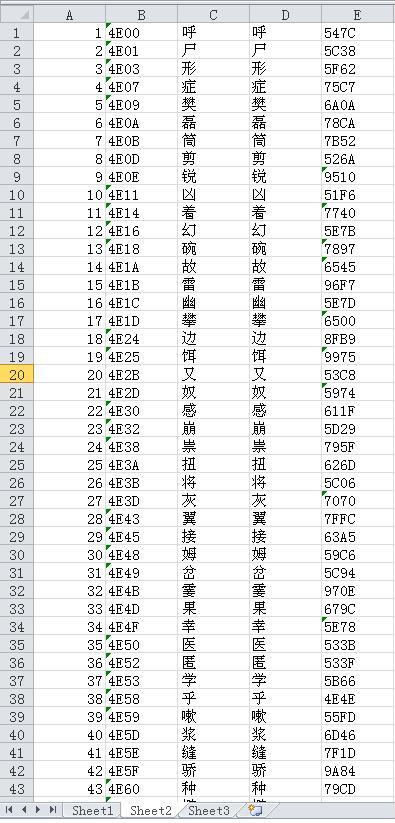 A B C D E
1 1 4E00 呼 呼 547C
2 2 4E01 尸 尸 5C38
3 3 4E03 形 形 5F62
4 4 4E07 症 症 75C7
5 5 4E09 樊 樊 6A0A
6 6 4E0A 磊 磊 78CA
7 7 4E0B 筒 筒 7B52
8 8 4E0D 剪 剪 526A
9 9 4E0E 锐 锐 9510
10 10 4E11 凶 凶 51F6
11 11 4E14 着 着 7740
12 12 4E16 幻 幻 5E7B
13 13 4E18 碗 碗 7897
14 14 4E1A 故 故 6545
15 15 4E1B 雷 雷 96F7
16 16 4E1C 幽 幽 5E7D
17 17 4E1D 攀 攀 6500
18 18 4E24 边 边 8FB9
19 19 4E25 饵 饵 9975
20 20 4E2B 又 又 53C8
21 21 4E2D 奴 奴 5974
22 22 4E30 感 感 611F
23 23 4E32 崩 崩 5D29
24 24 4E38 祟 祟 795F
25 25 4E3A 扭 扭 626D
26 26 4E3B 将 将 5C06
27 27 4E3D 灰 灰 7070
28 28 4E43 翼 翼 7FFC
29 29 4E45 接 接 63A5
30 30 4E48 姆 姆 59C6
31 31 4E49 岔 岔 5C94
32 32 4E4B 霎 霎 970E
33 33 4E4D 果 果 679C
34 34 4E4F 幸 幸 5E78
35 35 4E50 医 医 533B
36 36 4E52 匿 匿 533F
37 37 4E53 学 学 5B66
38 38 4E58 乎 乎 4E4E
39 39 4E59 嗽 嗽 55FD
40 40 4E5D 浆 浆 6D46
41 41 4E5E 缝 缝 7F1D
42 42 4E5F 骄 骄 9A84
43 43 4E60 种 种 79CD
Sheet1 Sheet2 Sheet3